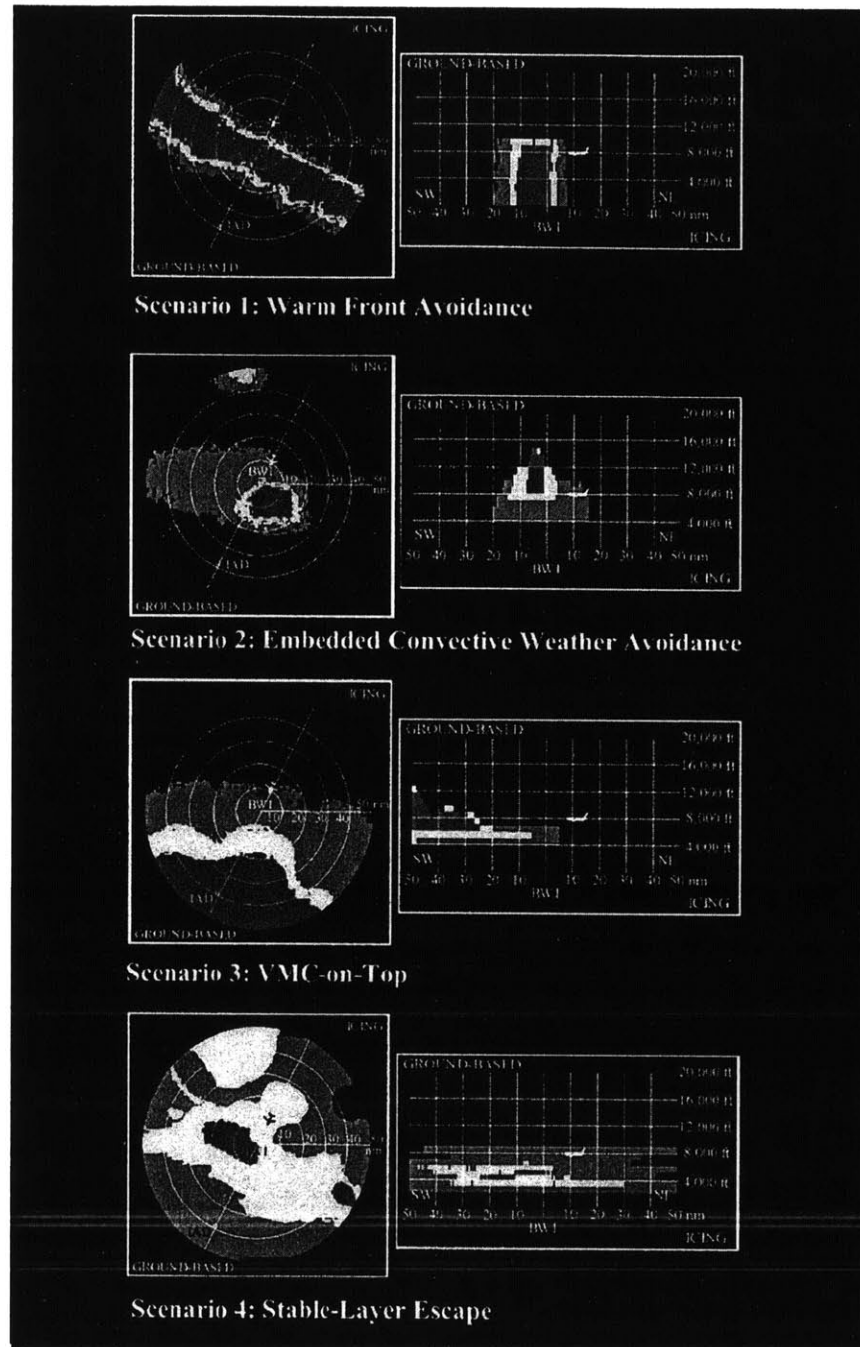 ICING
IAD
GROUND-BASED
GROUND-BASED
20,000 ft
16,000 ft
12,000 ft
8,000 ft
4,000 ft
SW
50 40 30 20 10 10 20 30 40 50 nm
BWI
ICING
Scenario 1: Warm Front Avoidance
ICING
BWI
nm
IAD
GROUND-BASED
GROUND-BASED
20,000 ft
16,000 ft
12,000 ft
8,000 ft
4,000 ft
SW NE
50 40 30 20 10 10 20 30 40 50 nm
BWI
ICING
Scenario 2: Embedded Convective Weather Avoidance
ICING
BWI
10 20 30 40
IAD
GROUND-BASED
GROUND-BASED
20,000 ft
16,000 ft
12,000 ft
8,000 ft
4,000 ft
SW NE
50 40 30 20 10 10 20 30 40 50 nm
BWI
ICING
Scenario 3: VMC-on-Top
ICING
10 20 30 40
nm
IAD
GROUND-BASED
GROUND-BASED
20,000 ft
16,000 ft
12,000 ft
8,000 ft
4,000 ft
SW NE
50 40 30 20 10 10 20 30 40 50 nm
BWI
ICING
Scenario 4: Stable-Layer Escape